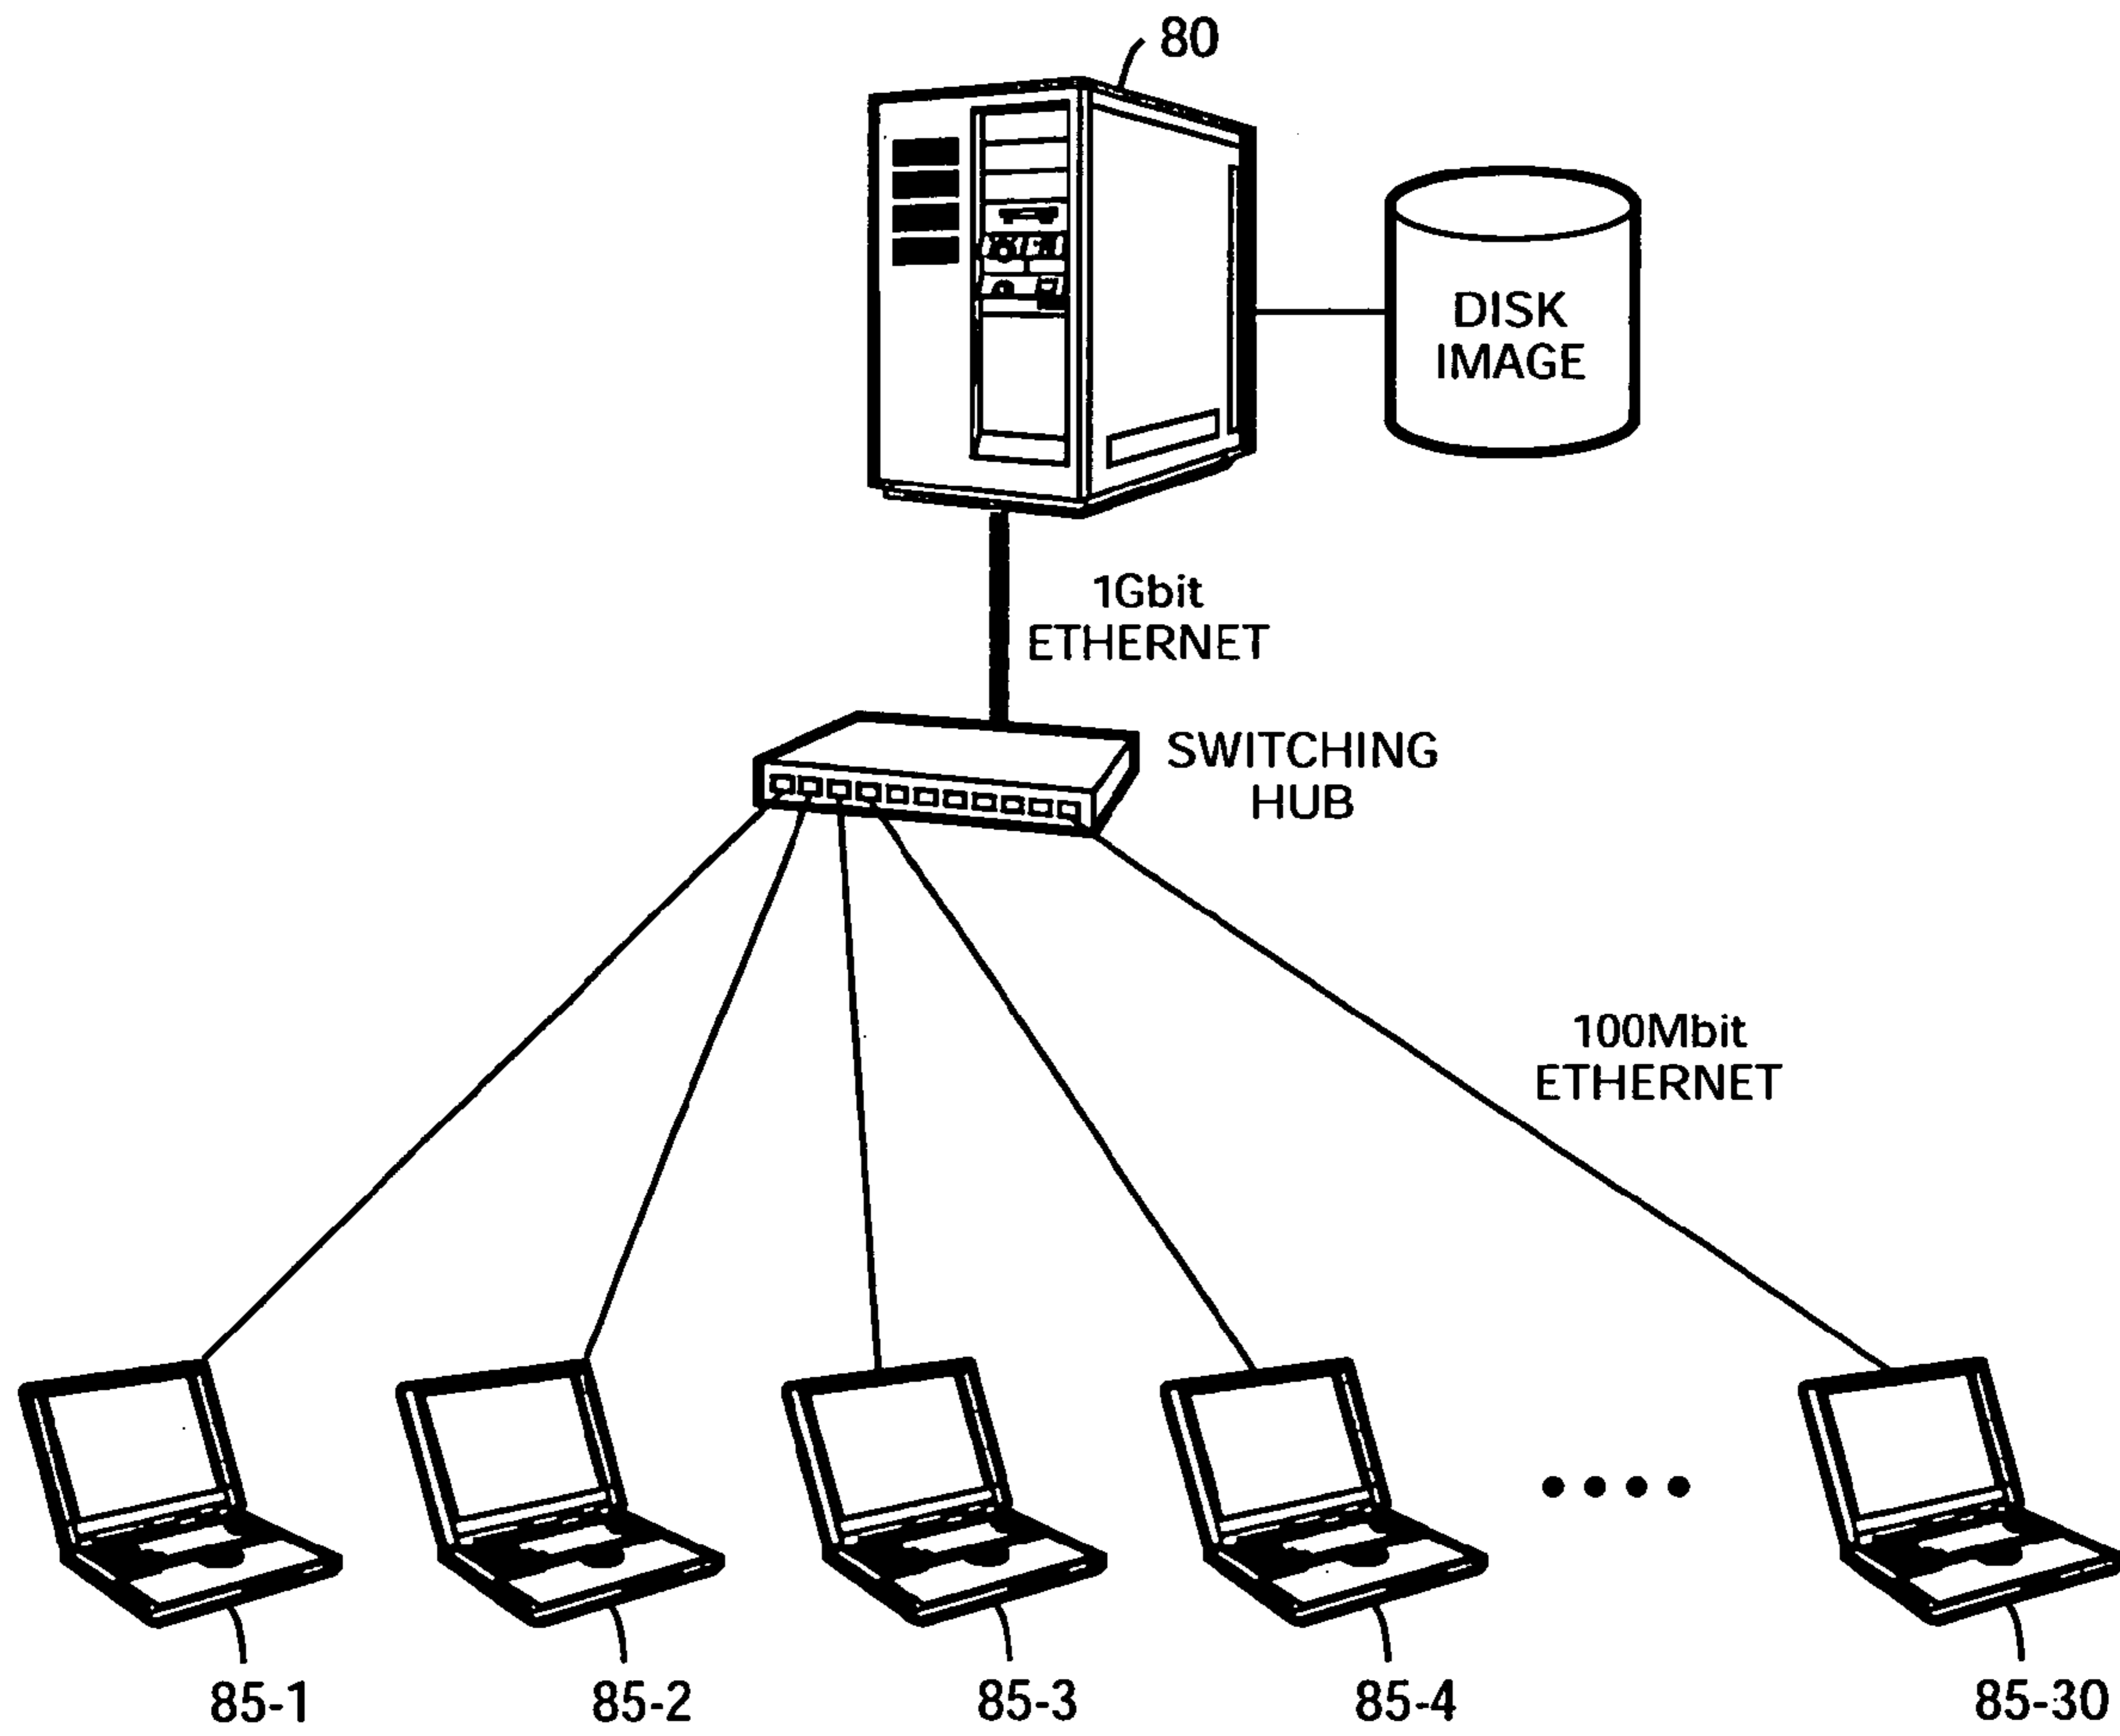 80
DISK
IMAGE
1Gbit
ETHERNET
SWITCHING
HUB
100Mbit
ETHERNET
85-1
85-2
85-3
85-4
85-30